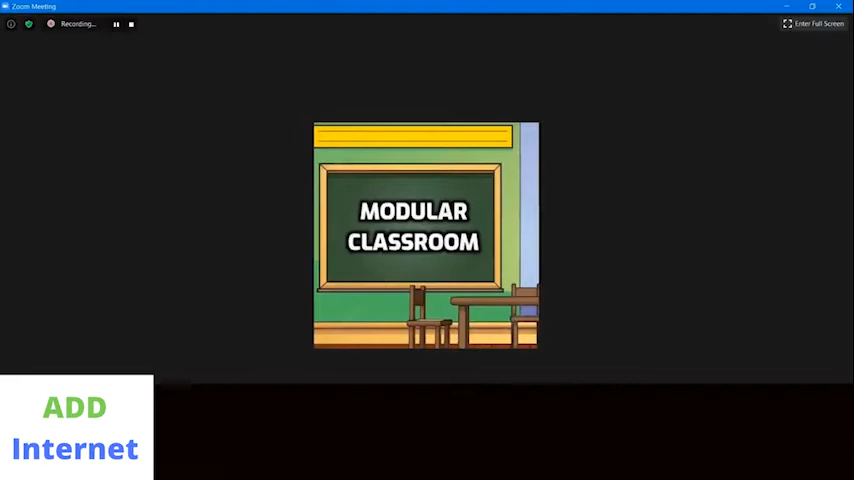 Zoom Meeting
Recording...
Enter Full Screen
MODULAR
CLASSROOM
ADD
Internet